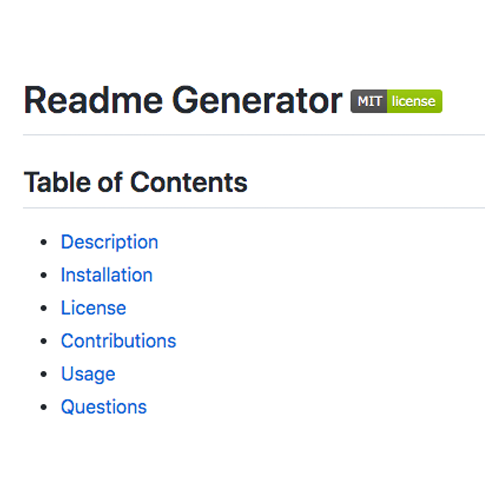 Readme Generator MIT license
Table of Contents
Description
Installation
License
Contributions
Usage
Questions